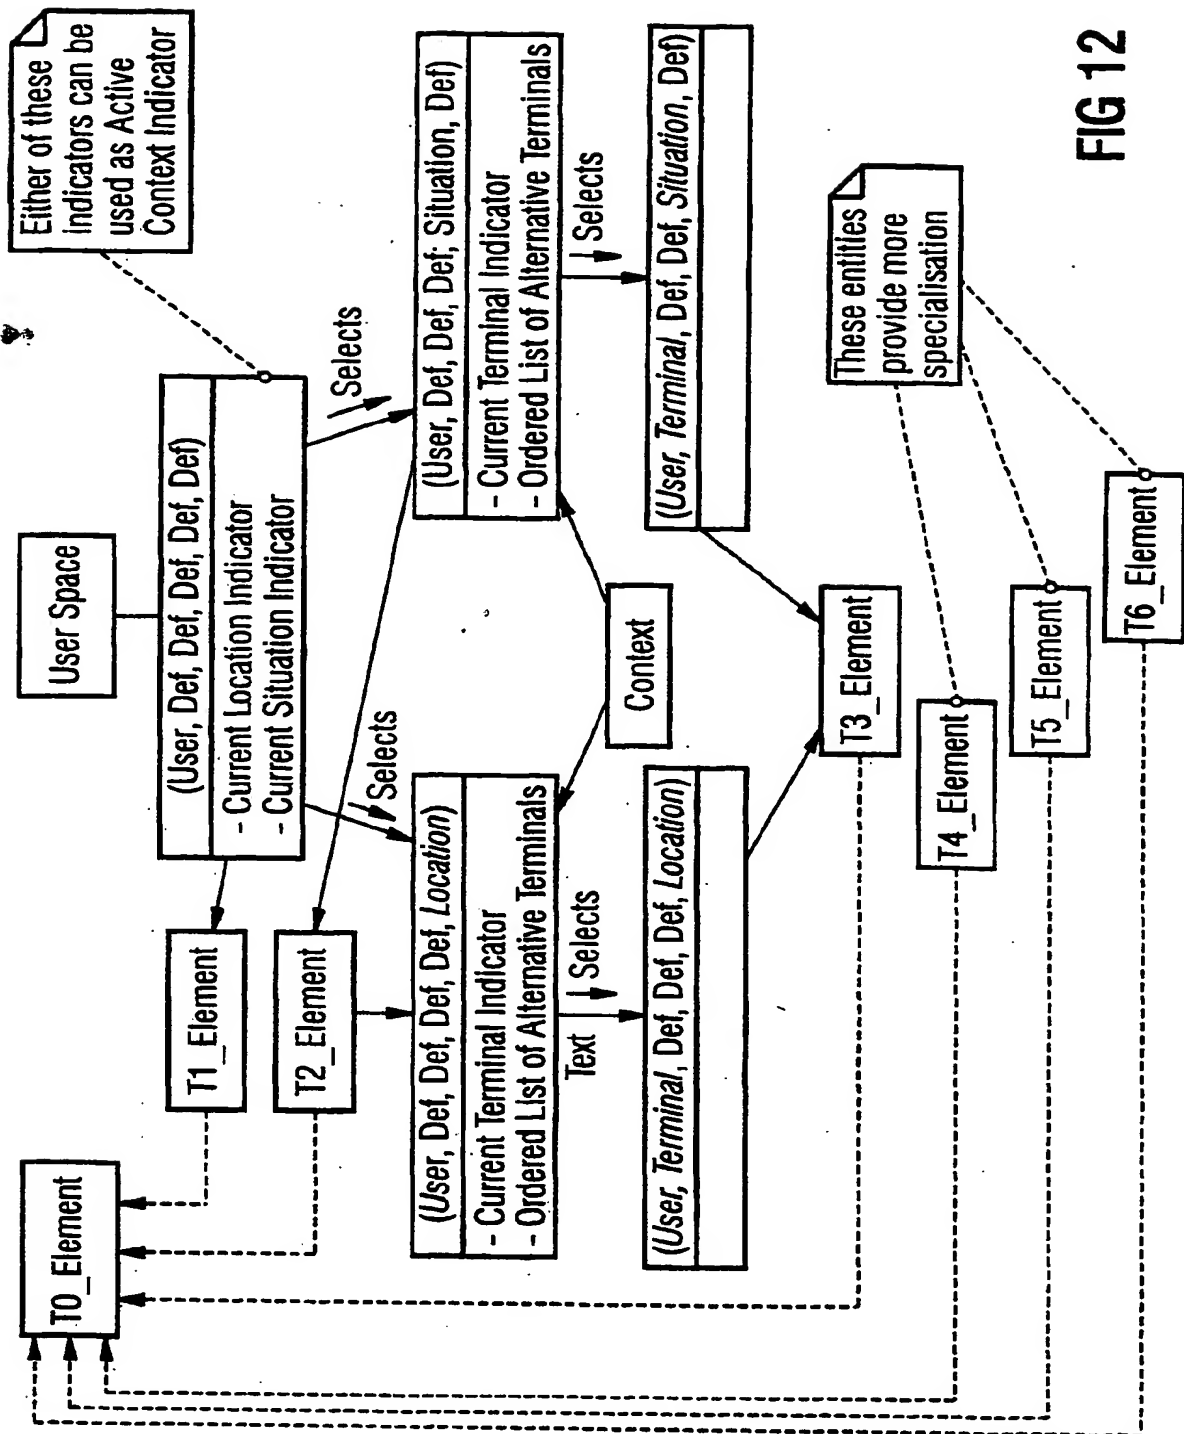 T0_Element
T1_Element
T2_Element
User Space
(User, Def, Def, Def, Def, Def)
- Current Location Indicator
- Current Situation Indicator
Either of these
indicators can be
used as Active
Context Indicator
Selects
Selects
(User, Def, Def, Def, Def, Location)
- Current Terminal Indicator
- Ordered List of Alternative Terminals
(User, Def, Def, Def; Situation, Def)
- Current Terminal Indicator
- Ordered List of Alternative Terminals
Text
Selects
Context
Selects
(User, Terminal, Def, Def, Def, Location)
(User, Terminal, Def, Def, Situation, Def)
T3_Element
T4_Element
T5_Element
T6_Element
These entities
provide more
specialisation
FIG 12